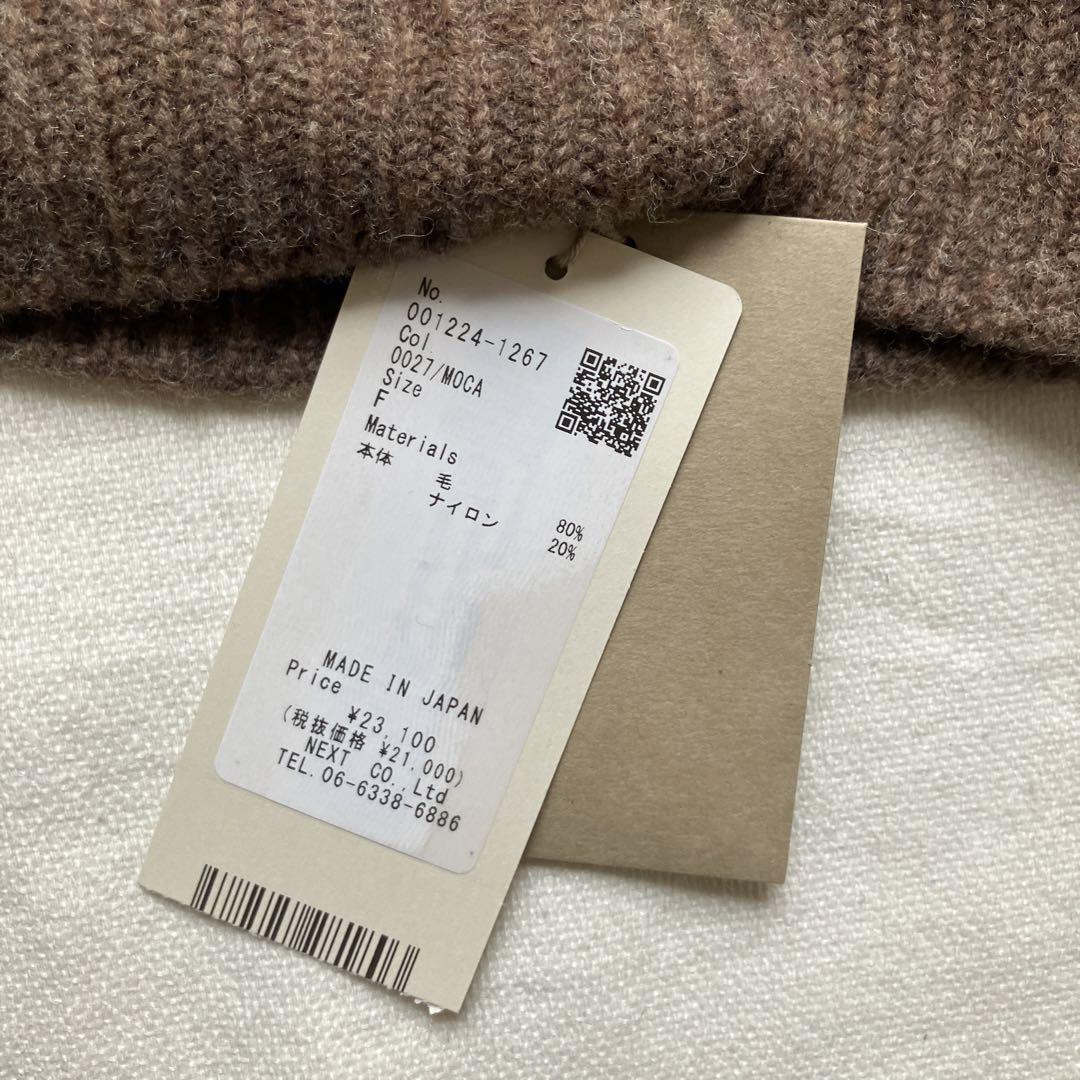 No.
001224-1267
Col.
0027/MOCA
Size
F
Materials
本体 毛 80%
ナイロン 20%
MADE IN JAPAN
Price
¥23,100
(税抜価格 ¥21,000)
NEXT CO.,Ltd
TEL.06-6338-6886